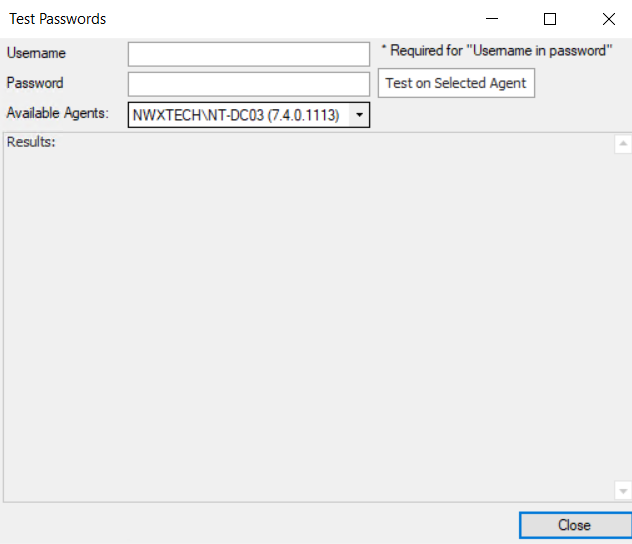 Test Passwords
Username
* Required for "Username in password"
Password
Test on Selected Agent
Available Agents:
NWXTECH\NT-DC03 (7.4.0.1113)
Results:
Close